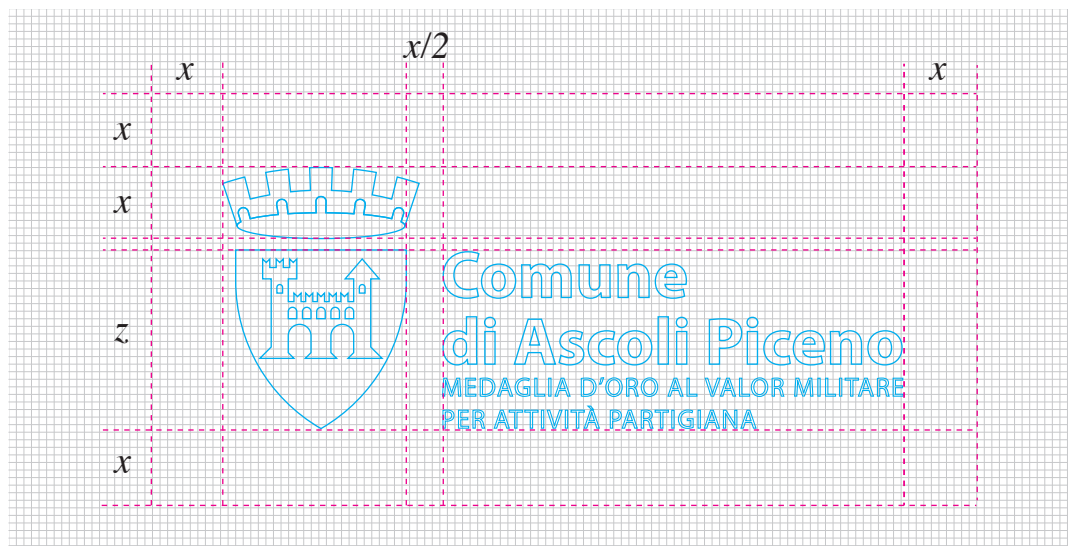 x/2
x
x
x
x
z
x
Comune
di Ascoli Piceno
MEDAGLIA D'ORO AL VALOR MILITARE
PER ATTIVITÀ PARTIGIANA